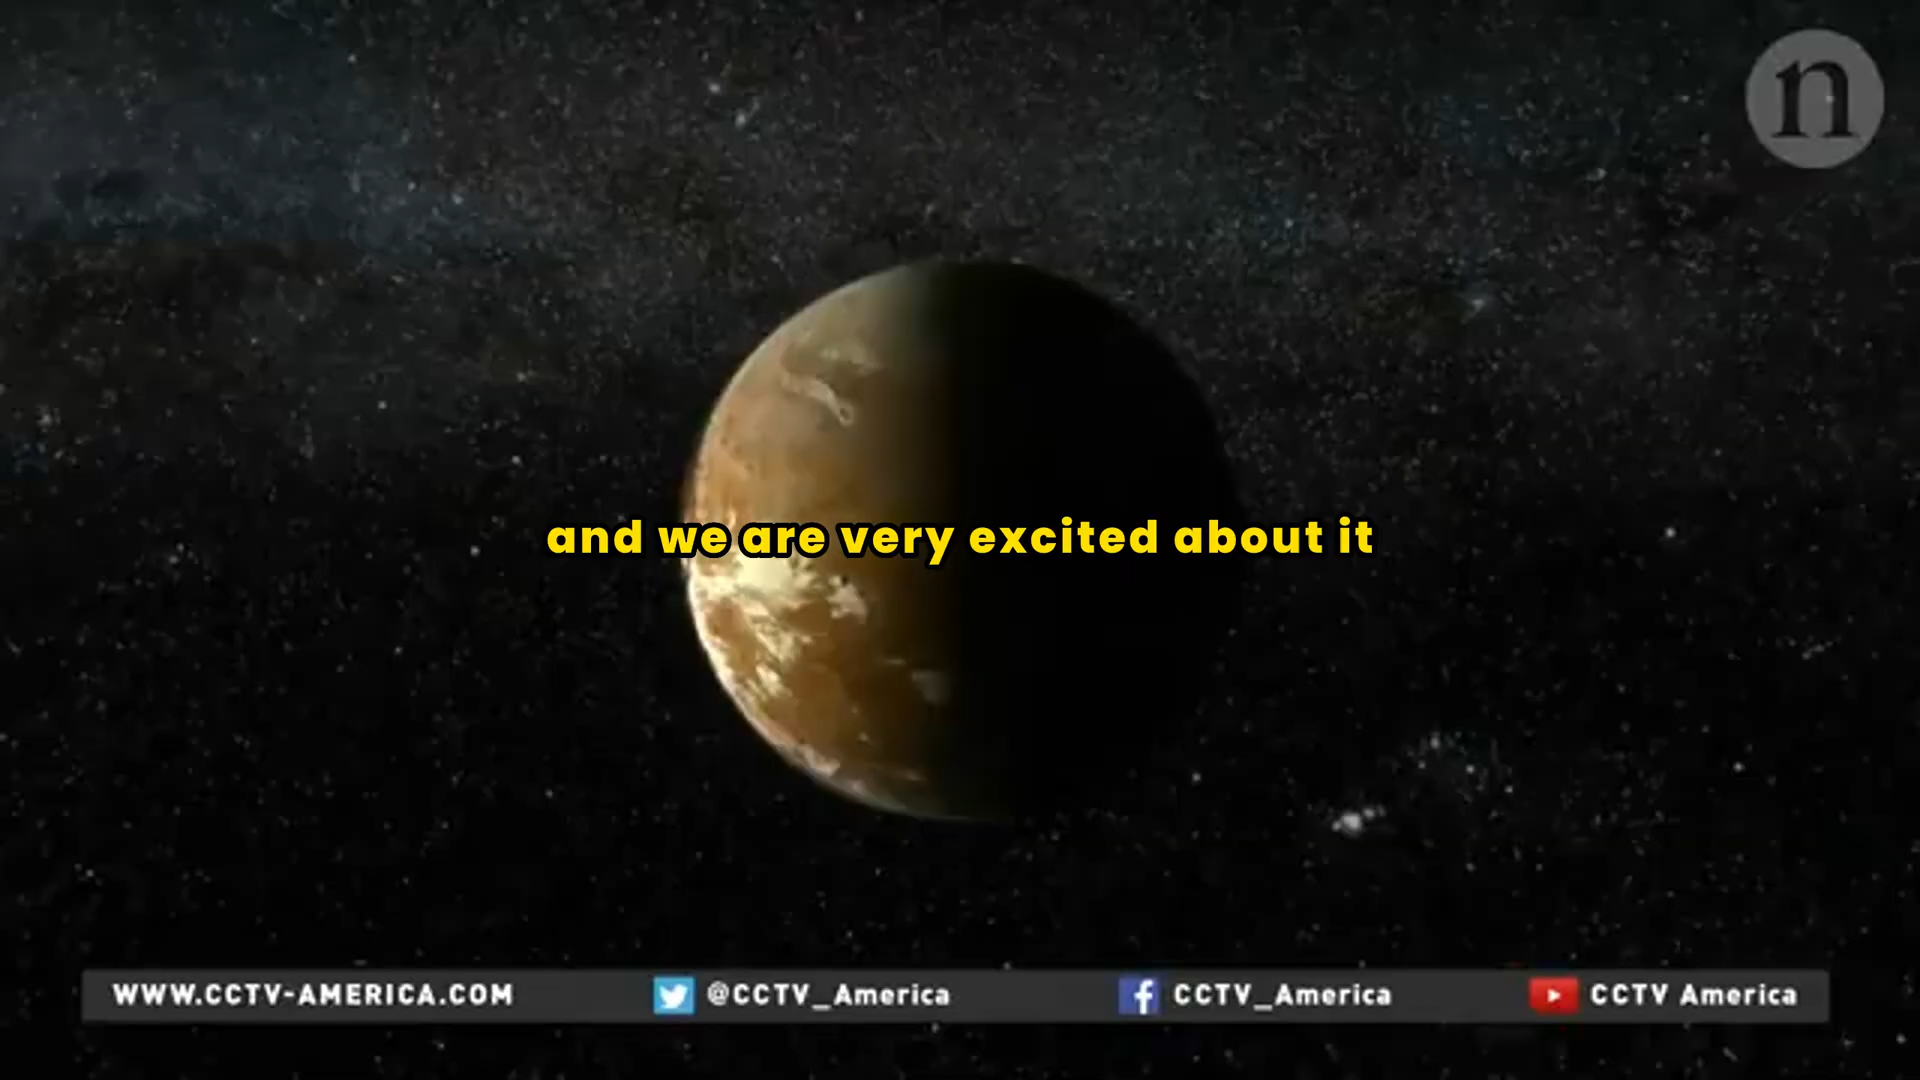 n
and we are very excited about it
WWW.CCTV-AMERICA.COM
@CCTV_America
CCTV_America
CCTV America